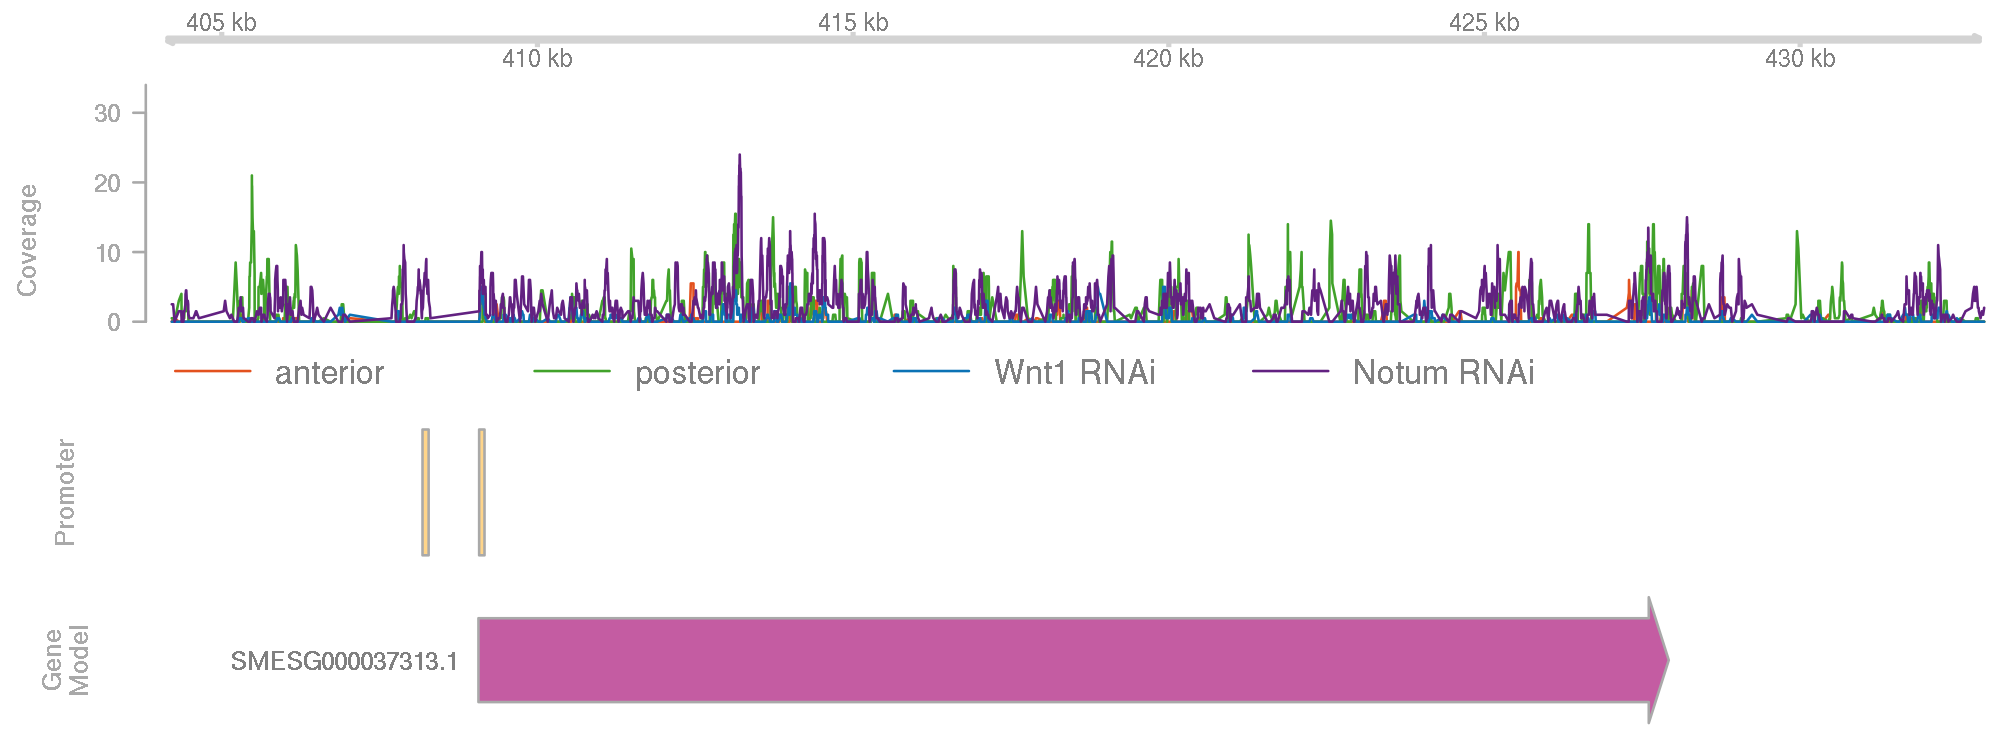 405 kb 415 kb 425 kb
410 kb 420 kb 430 kb
Coverage
30
20
10
0
anterior posterior Wnt1 RNAi Notum RNAi
Promoter
Gene
Model
SMESG000037313.1